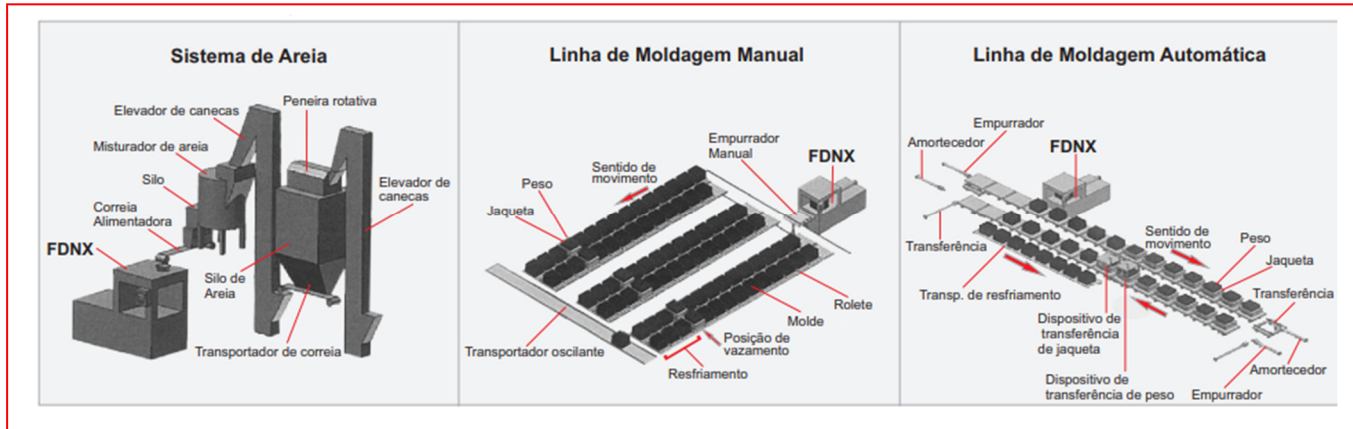 Sistema de Areia
Elevador de canecas
Peneira rotativa
Misturador de areia
Silo
Correia
Alimentadora
FDNX
Elevador de
canecas
Silo de
Areia
Transportador de correia
Linha de Moldagem Manual
Empurrador
Manual
FDNX
Sentido de
movimento
Peso
Jaqueta
Rolete
Molde
Posição de
vazamento
Transportador oscilante
Resfriamento
Linha de Moldagem Automática
Empurrador
Amortecedor
FDNX
Transferência
Sentido de
movimento
Peso
Jaqueta
Transferência
Transp. de resfriamento
Dispositivo de
transferência
de jaqueta
Dispositivo de
transferência de peso
Amortecedor
Empurrador